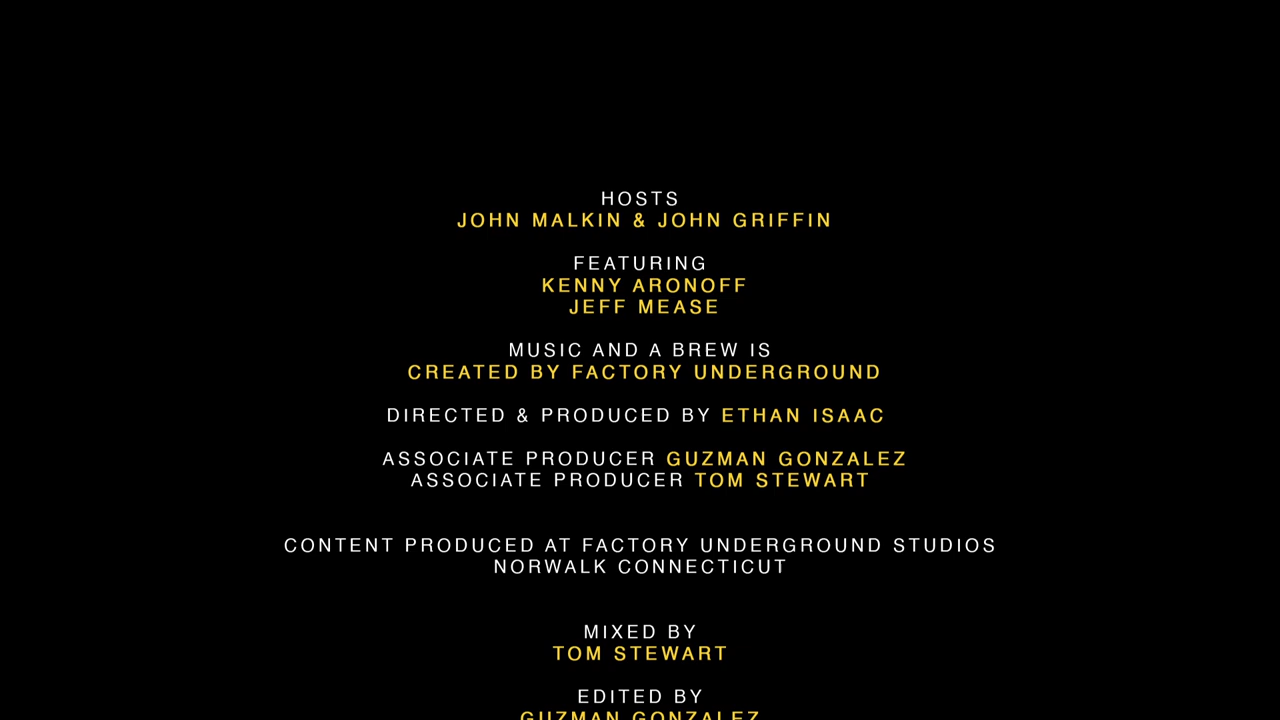 HOSTS
JOHN MALKIN & JOHN GRIFFIN
FEATURING
KENNY ARONOFF
JEFF MEASE
MUSIC AND A BREW IS
CREATED BY FACTORY UNDERGROUND
DIRECTED & PRODUCED BY ETHAN ISAAC
ASSOCIATE PRODUCER GUZMAN GONZALEZ
ASSOCIATE PRODUCER TOM STEWART
CONTENT PRODUCED AT FACTORY UNDERGROUND STUDIOS
NORWALK CONNECTICUT
MIXED BY
TOM STEWART
EDITED BY
GUZMAN GONZALEZ